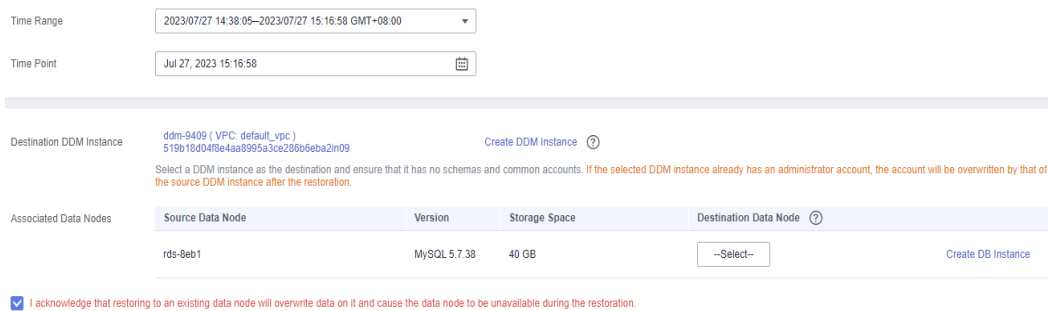 Time Range 2023/07/27 14:38:05—2023/07/27 15:16:58 GMT+08:00
Time Point Jul 27, 2023 15:16:58
Destination DDM Instance ddm-9409 ( VPC: default_vpc ) Create DDM Instance ?
519b18d04f8e4aa8995a3ce286b6eba2in09
Select a DDM instance as the destination and ensure that it has no schemas and common accounts. If the selected DDM instance already has an administrator account, the account will be overwritten by that of
the source DDM instance after the restoration.
Associated Data Nodes Source Data Node Version Storage Space Destination Data Node ?
rds-8eb1 MySQL 5.7.38 40 GB --Select-- Create DB Instance
I acknowledge that restoring to an existing data node will overwrite data on it and cause the data node to be unavailable during the restoration.